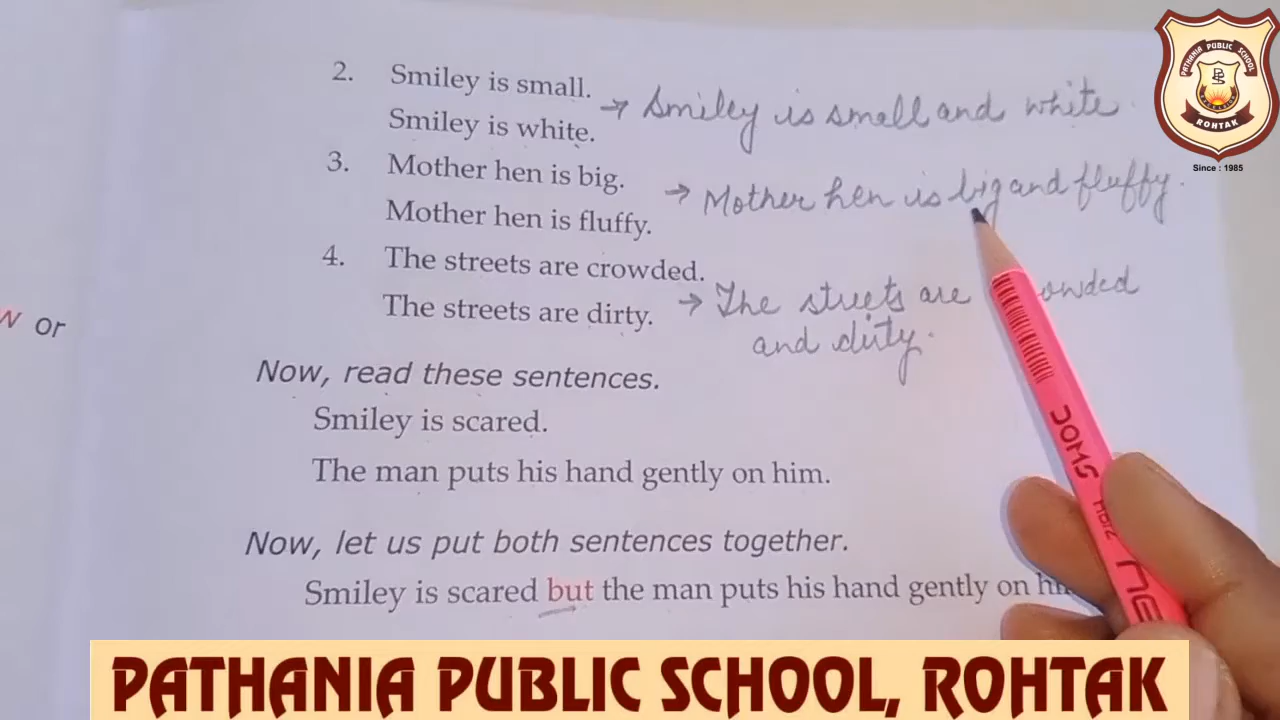 2. Smiley is small.
Smiley is white.
→ Smiley is small and white.
3. Mother hen is big.
Mother hen is fluffy.
→ Mother hen is big and fluffy.
4. The streets are crowded.
The streets are dirty.
→ The streets are owded
and dirty.
or
Now, read these sentences.
Smiley is scared.
The man puts his hand gently on him.
Now, let us put both sentences together.
Smiley is scared but the man puts his hand gently on
DOMS
PATHANIA PUBLIC SCHOOL
PPS
ROHTAK
Since : 1985
PATHANIA PUBLIC SCHOOL, ROHTAK